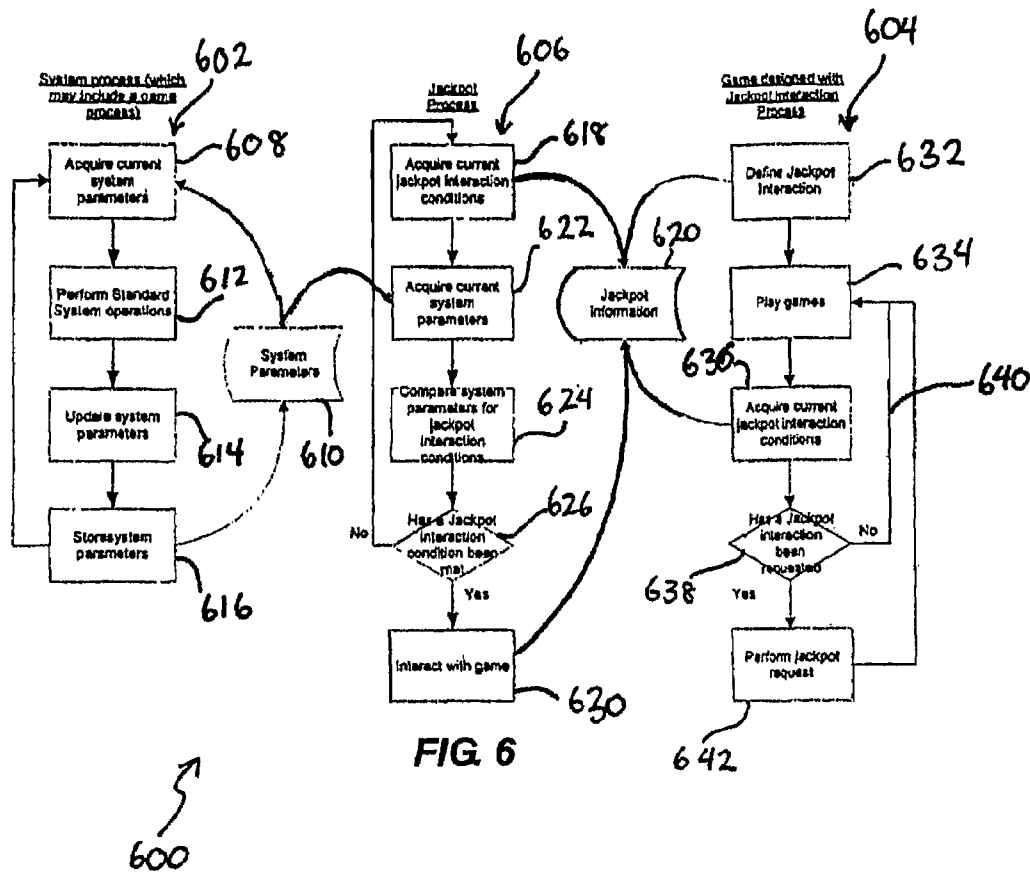 602
System process (which
may include a game
process)
606
Jackpot
Process
604
Game designed with
Jackpot Interaction
Process
608
Acquire current
system
parameters
618
Acquire current
jackpot interaction
conditions
632
Define Jackpot
Interaction
612
Perform Standard
System operations
622
Acquire current
system
parameters
620
Jackpot
Information
634
Play games
System
Parameters
610
614
Update system
parameters
624
Compare system
parameters for
jackpot
interaction
conditions
636
Acquire current
jackpot interaction
conditions
640
616
Store system
parameters
626
Has a Jackpot
interaction
condition been
met
No
Yes
Has a Jackpot
interaction
been
requested
No
638
Yes
Interact with game
630
Perform jackpot
request
642
FIG. 6
600